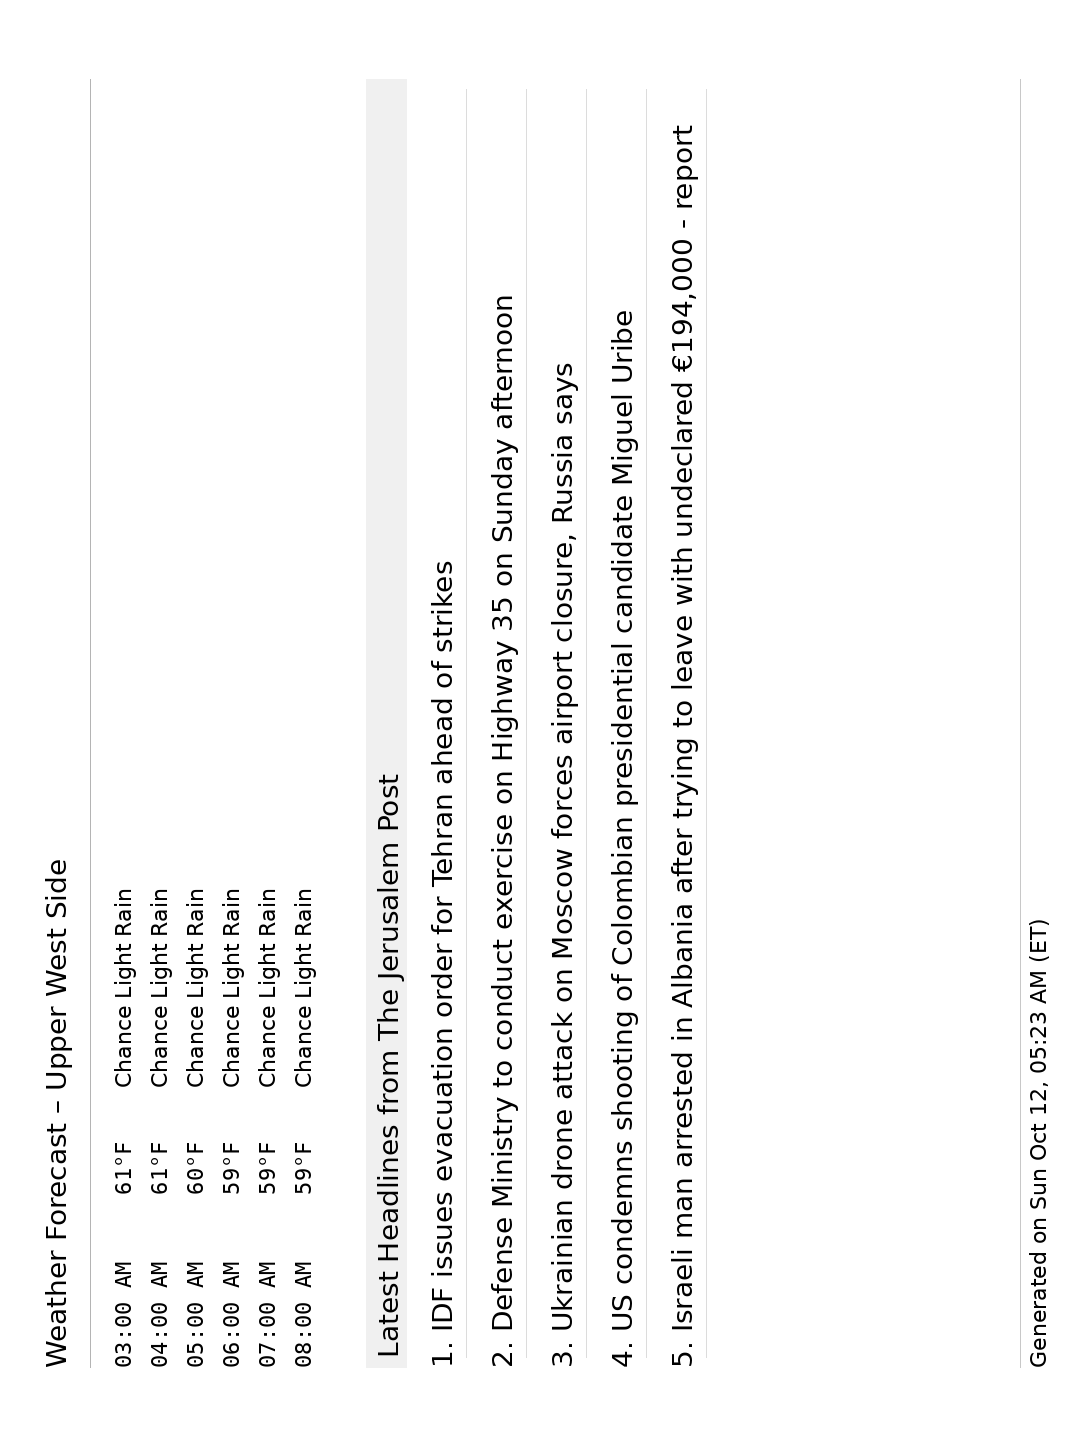 Weather Forecast – Upper West Side
03:00 AM 61°F Chance Light Rain
04:00 AM 61°F Chance Light Rain
05:00 AM 60°F Chance Light Rain
06:00 AM 59°F Chance Light Rain
07:00 AM 59°F Chance Light Rain
08:00 AM 59°F Chance Light Rain
Latest Headlines from The Jerusalem Post
1. IDF issues evacuation order for Tehran ahead of strikes
2. Defense Ministry to conduct exercise on Highway 35 on Sunday afternoon
3. Ukrainian drone attack on Moscow forces airport closure, Russia says
4. US condemns shooting of Colombian presidential candidate Miguel Uribe
5. Israeli man arrested in Albania after trying to leave with undeclared €194,000 - report
Generated on Sun Oct 12, 05:23 AM (ET)